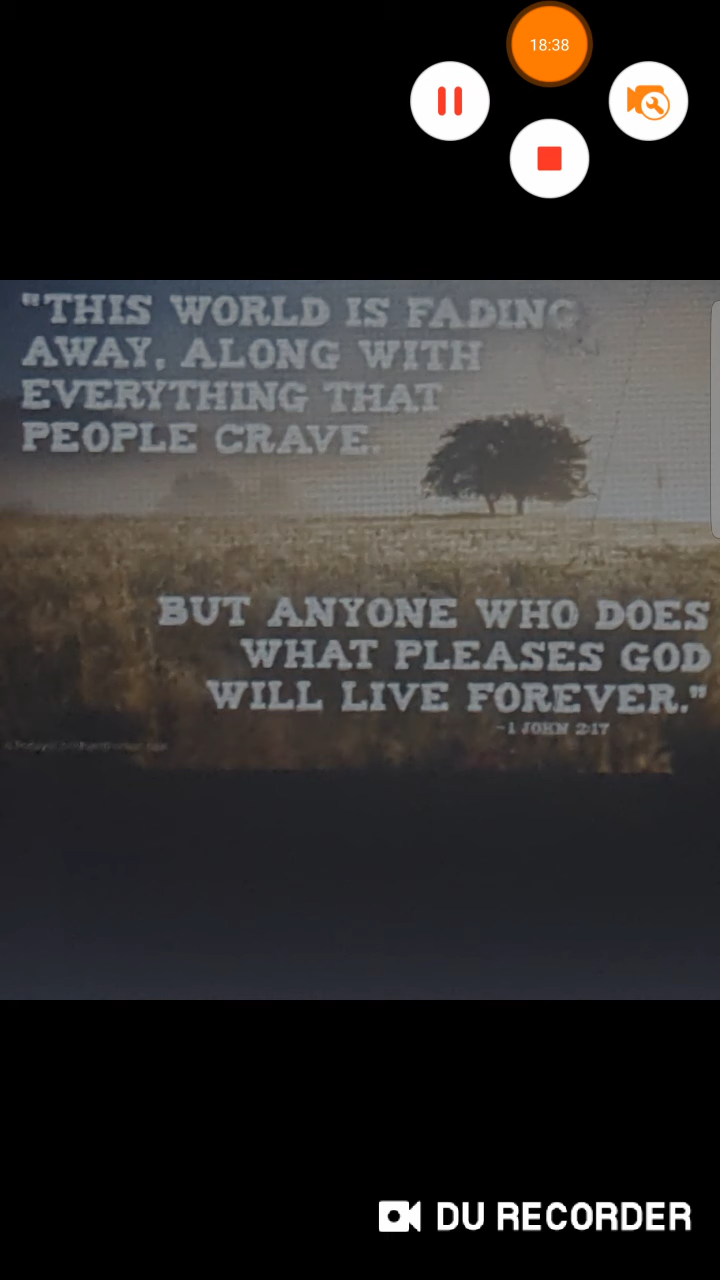 18:38
"THIS WORLD IS FADING
AWAY, ALONG WITH
EVERYTHING THAT
PEOPLE CRAVE.
BUT ANYONE WHO DOES
WHAT PLEASES GOD
WILL LIVE FOREVER."
~1 JOHN 2:17
DU RECORDER